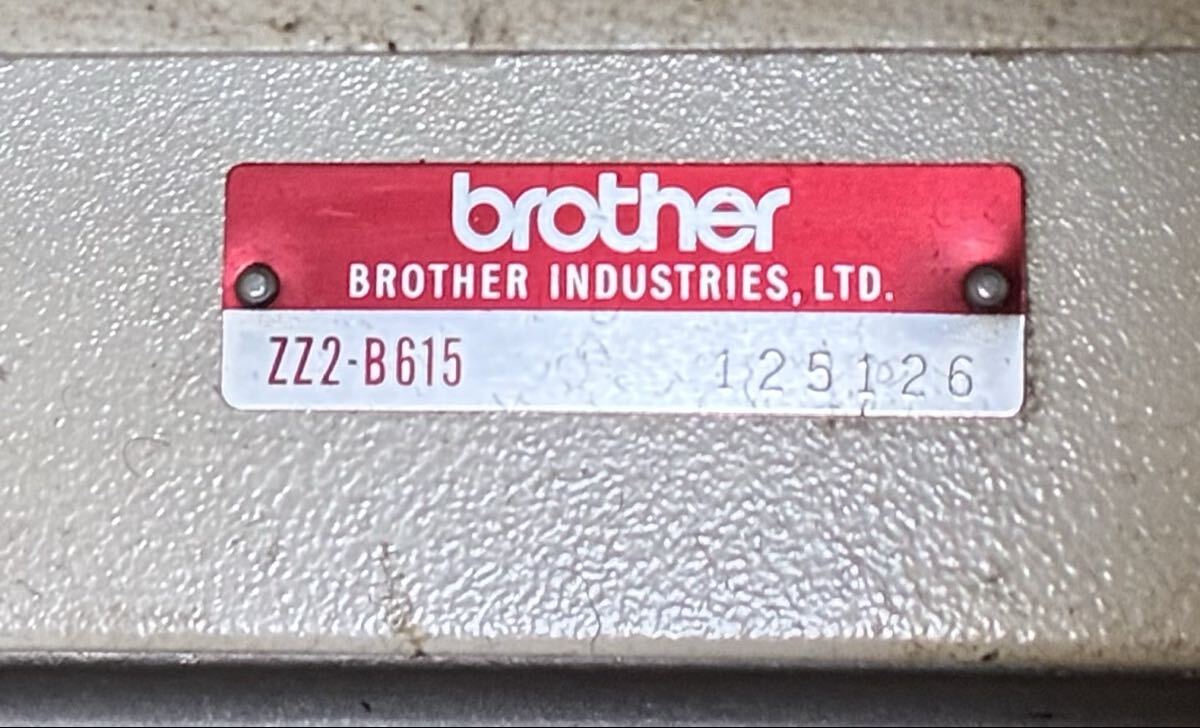 brother
BROTHER INDUSTRIES, LTD.
ZZ2-B615 125126